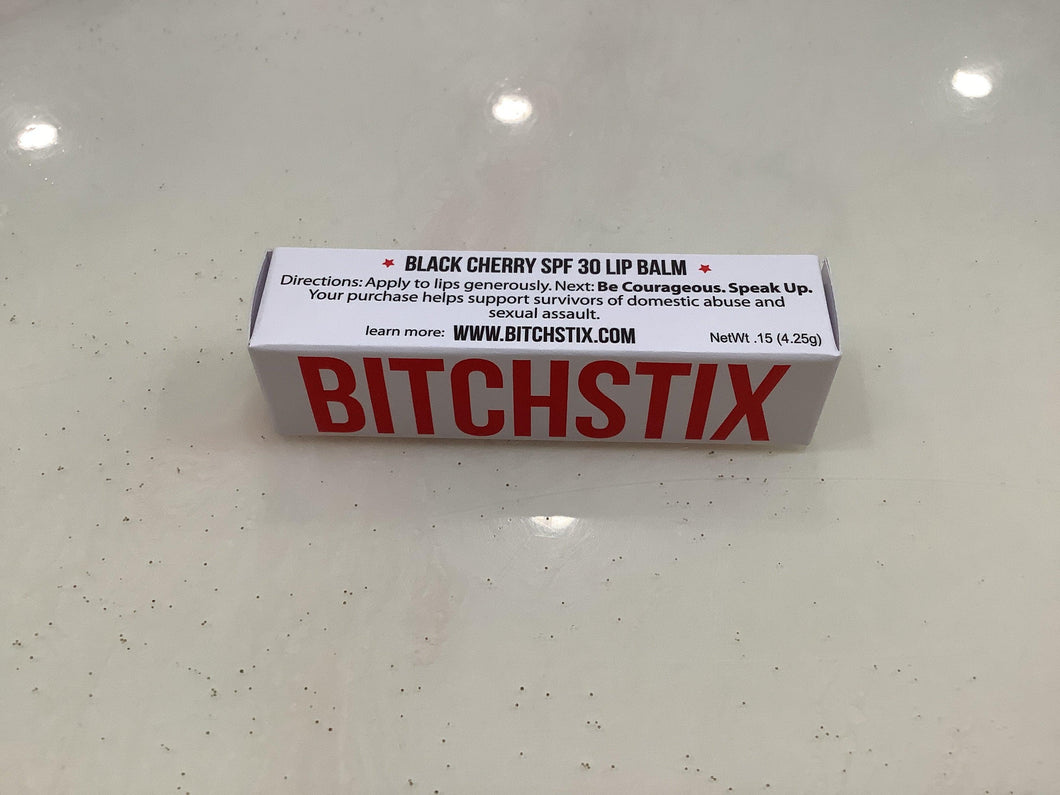 BLACK CHERRY SPF 30 LIP BALM
Directions: Apply to lips generously. Next: Be Courageous. Speak Up.
Your purchase helps support survivors of domestic abuse and
sexual assault.
learn more: WWW.BITCHSTIX.COM NetWt .15 (4.25g)
BITCHSTIX